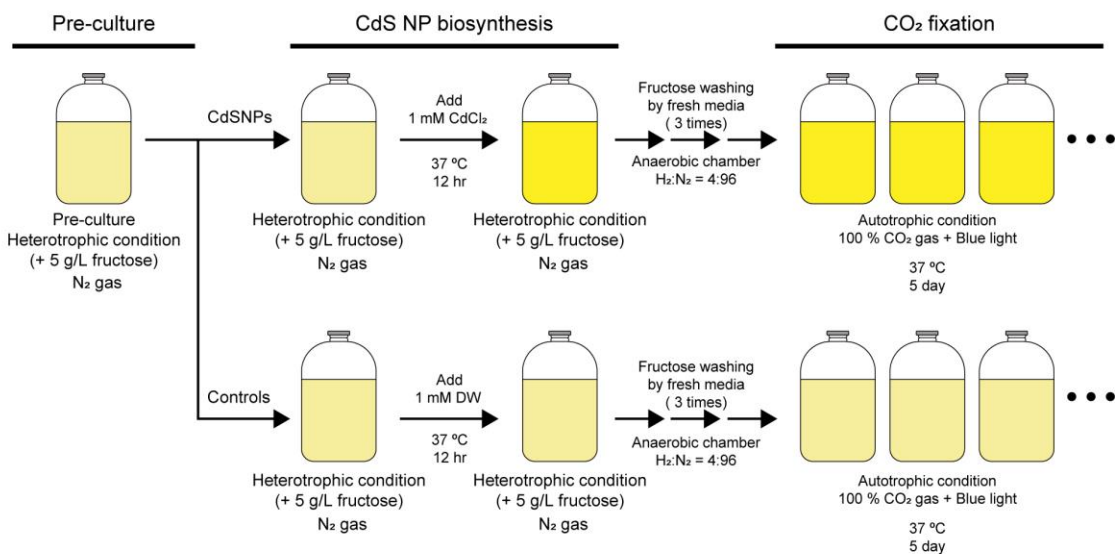 Pre-culture
CdS NP biosynthesis
CO₂ fixation
CdSNPs
Add
1 mM CdCl₂
37 ºC
12 hr
Fructose washing
by fresh media
( 3 times)
Anaerobic chamber
H₂:N₂ = 4:96
Pre-culture
Heterotrophic condition
(+ 5 g/L fructose)
N₂ gas
Heterotrophic condition
(+ 5 g/L fructose)
N₂ gas
Heterotrophic condition
(+ 5 g/L fructose)
N₂ gas
Autotrophic condition
100 % CO₂ gas + Blue light
37 ºC
5 day
Controls
Add
1 mM DW
37 ºC
12 hr
Fructose washing
by fresh media
( 3 times)
Anaerobic chamber
H₂:N₂ = 4:96
Heterotrophic condition
(+ 5 g/L fructose)
N₂ gas
Heterotrophic condition
(+ 5 g/L fructose)
N₂ gas
Autotrophic condition
100 % CO₂ gas + Blue light
37 ºC
5 day